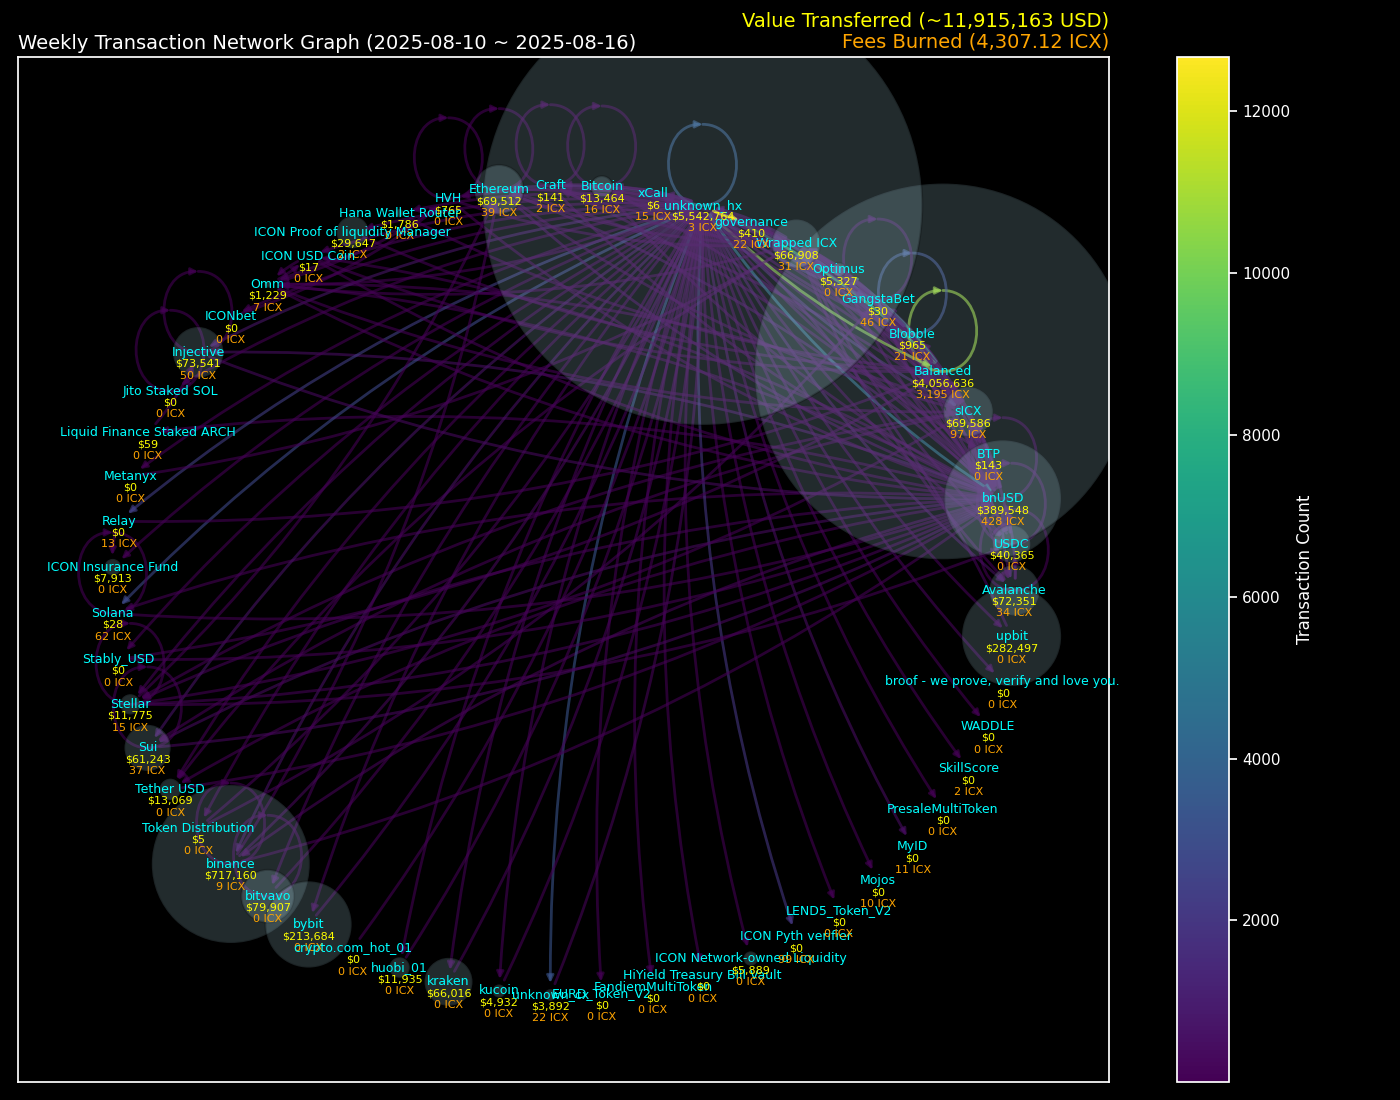 Value Transferred (~11,915,163 USD)
Weekly Transaction Network Graph (2025-08-10 ~ 2025-08-16)
Fees Burned (4,307.12 ICX)
HVH
$765
0 ICX
Ethereum
$69,512
39 ICX
Craft
$141
2 ICX
Bitcoin
$13,464
16 ICX
xCall
$6
15 ICX
unknown_hx
$5,542,764
3 ICX
governance
$410
22 ICX
Wrapped ICX
$66,908
31 ICX
Optimus
$5,327
0 ICX
GangstaBet
$30
46 ICX
Blobble
$965
21 ICX
Balanced
$4,056,636
3,195 ICX
sICX
$69,586
97 ICX
BTP
$143
0 ICX
bnUSD
$389,548
428 ICX
USDC
$40,365
0 ICX
Avalanche
$72,351
34 ICX
upbit
$282,497
0 ICX
broof - we prove, verify and love you.
$0
0 ICX
WADDLE
$0
0 ICX
SkillScore
$0
2 ICX
PresaleMultiToken
$0
0 ICX
MyID
$0
11 ICX
Mojos
$0
10 ICX
LEND5_Token_V2
$0
0 ICX
ICON Pyth verifier
$0
99 ICX
ICON Network-owned liquidity
$5,889
0 ICX
HiYield Treasury Bill Vault
$0
0 ICX
FandiemMultiToken
$0
0 ICX
EURD_Token_V2
$0
0 ICX
unknown_cx
$3,892
22 ICX
kucoin
$4,932
0 ICX
kraken
$66,016
0 ICX
huobi_01
$11,935
0 ICX
crypto.com_hot_01
$0
0 ICX
bybit
$213,684
0 ICX
bitvavo
$79,907
0 ICX
binance
$717,160
9 ICX
Token Distribution
$5
0 ICX
Tether USD
$13,069
0 ICX
Sui
$61,243
37 ICX
Stellar
$11,775
15 ICX
Stably_USD
$0
0 ICX
Solana
$28
62 ICX
ICON Insurance Fund
$7,913
0 ICX
Relay
$0
13 ICX
Metanyx
$0
0 ICX
Liquid Finance Staked ARCH
$59
0 ICX
Jito Staked SOL
$0
0 ICX
Injective
$73,541
50 ICX
ICONbet
$0
0 ICX
Omm
$1,229
7 ICX
ICON USD Coin
$17
0 ICX
ICON Proof of liquidity Manager
$29,647
ICX
Hana Wallet Router
$1,786
0 ICX
12000
10000
8000
6000
4000
2000
Transaction Count